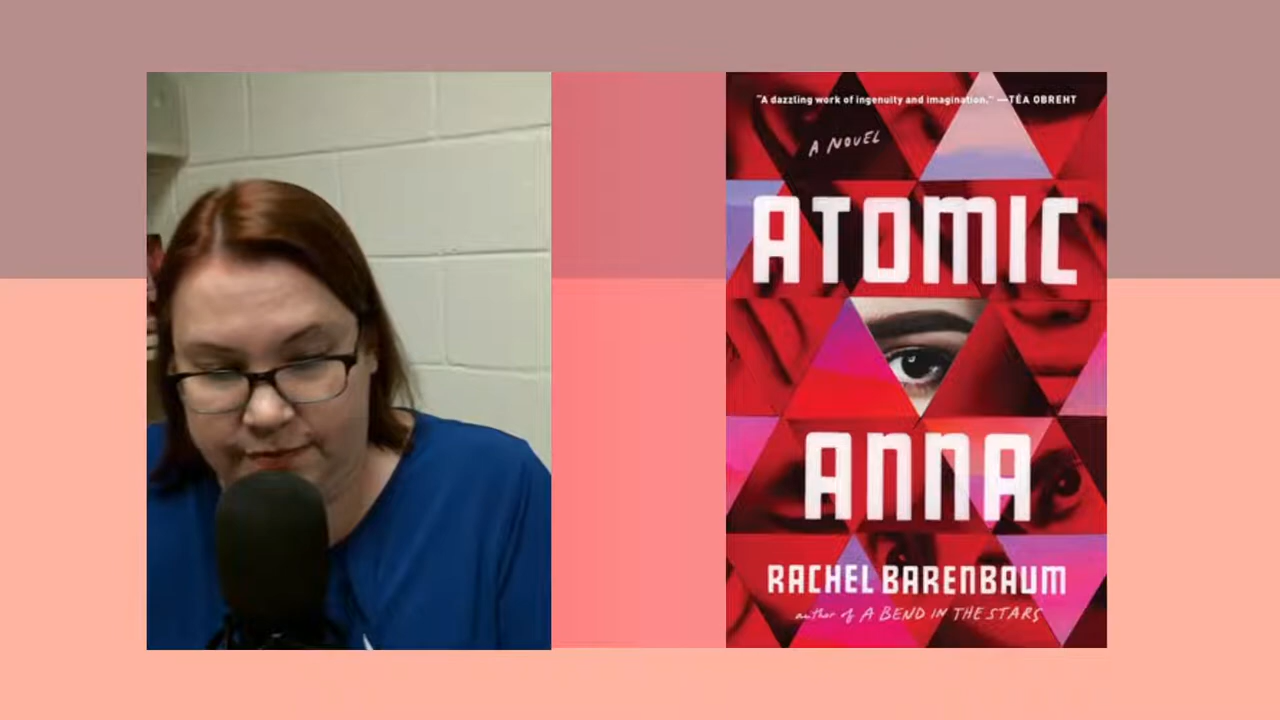 "A dazzling work of ingenuity and imagination." —TÉA OBREHT
A NOVEL
ATOMIC
ANNA
RACHEL BARENBAUM
author of A BEND IN THE STARS